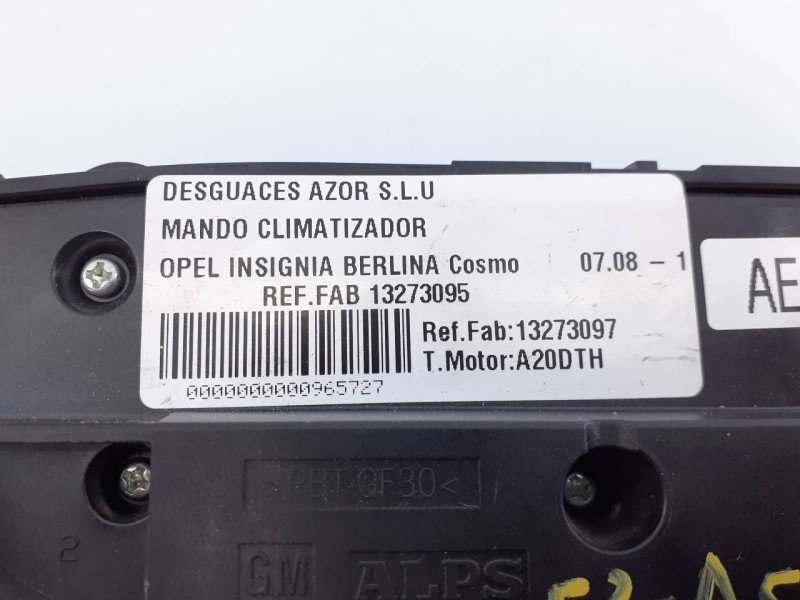 DESGUACES AZOR S.L.U
MANDO CLIMATIZADOR
OPEL INSIGNIA BERLINA Cosmo 07.08 - 1
REF.FAB 13273095
Ref.Fab:13273097
T.Motor:A20DTH
0000000000965727
AE
>PBT-GF30<
2
GM ALPS